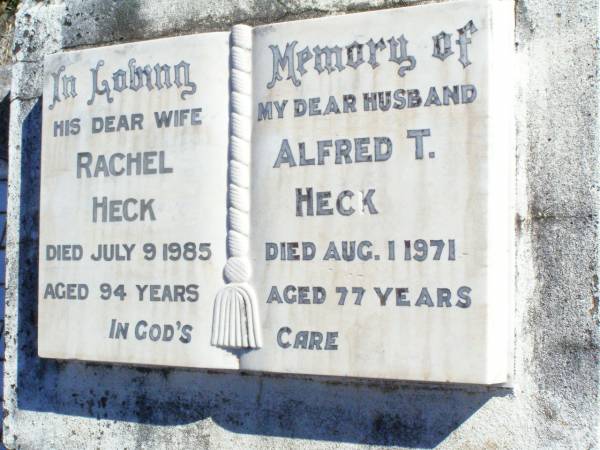 In Loving Memory of
HIS DEAR WIFE
RACHEL
HECK
DIED JULY 9 1985
AGED 94 YEARS
MY DEAR HUSBAND
ALFRED T.
HECK
DIED AUG. 1 1971
AGED 77 YEARS
IN GOD'S CARE